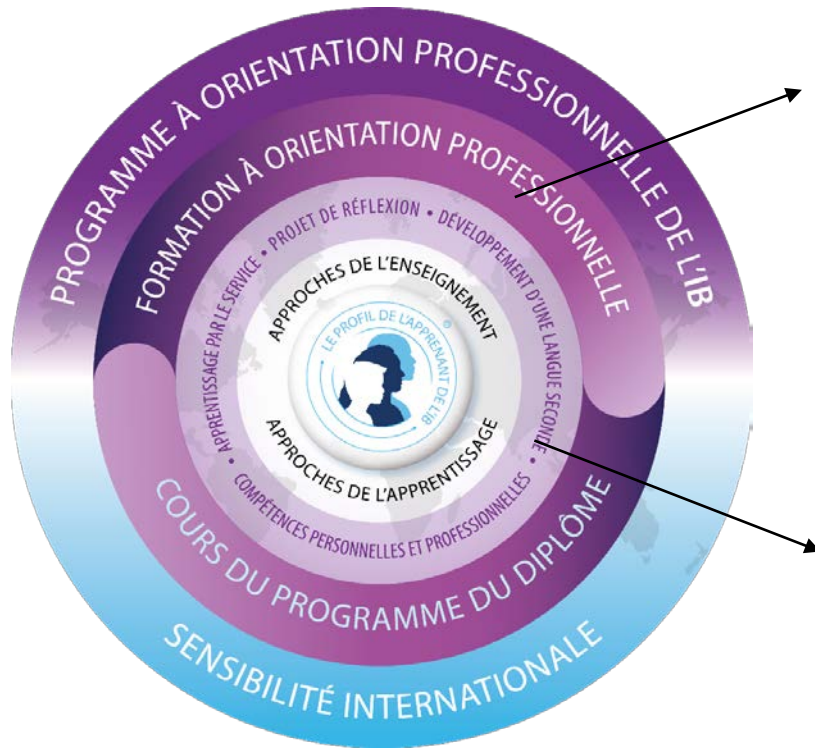 PROGRAMME À ORIENTATION PROFESSIONNELLE DE L'IB
FORMATION À ORIENTATION PROFESSIONNELLE
APPRENTISSAGE PAR LE SERVICE • PROJET DE RÉFLEXION • DÉVELOPPEMENT D'UNE LANGUE SECONDE •
APPROCHES DE L'ENSEIGNEMENT
LE PROFIL DE L'APPRENANT DE L'IB
®
APPROCHES DE L'APPRENTISSAGE
• COMPÉTENCES PERSONNELLES ET PROFESSIONNELLES •
COURS DU PROGRAMME DU DIPLÔME
SENSIBILITÉ INTERNATIONALE